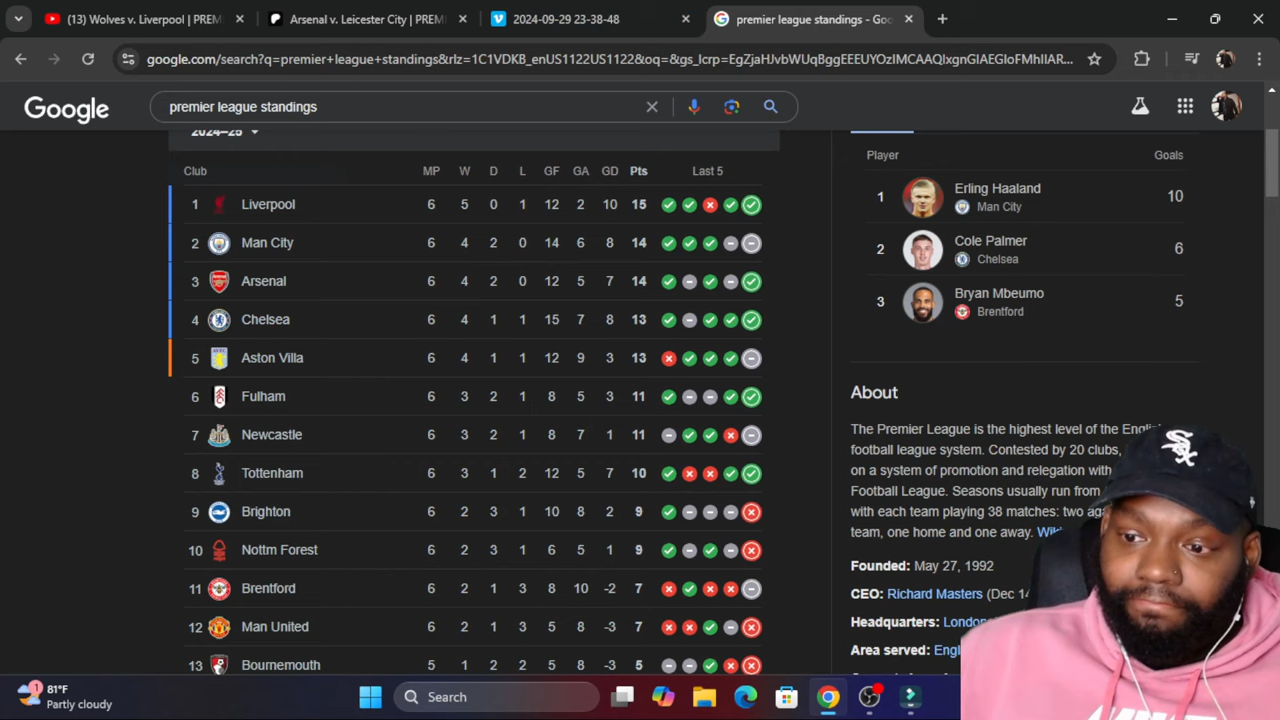 (13) Wolves v. Liverpool | PREMI
Arsenal v. Leicester City | PREMI
2024-09-29 23-38-48
premier league standings - Goo
google.com/search?q=premier+league+standings&rlz=1C1VDKB_enUS1122US1122&oq=&gs_lcrp=EgZjaHJvbWUqBggEEEUYOzIMCAAQIxgnGIAEGIoFMhIIAR...
Google
premier league standings
2024–25
Club MP W D L GF GA GD Pts Last 5
1 Liverpool 6 5 0 1 12 2 10 15
2 Man City 6 4 2 0 14 6 8 14
3 Arsenal 6 4 2 0 12 5 7 14
4 Chelsea 6 4 1 1 15 7 8 13
5 Aston Villa 6 4 1 1 12 9 3 13
6 Fulham 6 3 2 1 8 5 3 11
7 Newcastle 6 3 2 1 8 7 1 11
8 Tottenham 6 3 1 2 12 5 7 10
9 Brighton 6 2 3 1 10 8 2 9
10 Nottm Forest 6 2 3 1 6 5 1 9
11 Brentford 6 2 1 3 8 10 -2 7
12 Man United 6 2 1 3 5 8 -3 7
13 Bournemouth 5 1 2 2 5 8 -3 5
Player Goals
1 Erling Haaland 10
Man City
2 Cole Palmer 6
Chelsea
3 Bryan Mbeumo 5
Brentford
About
The Premier League is the highest level of the Englis
football league system. Contested by 20 clubs,
on a system of promotion and relegation with
Football League. Seasons usually run from
with each team playing 38 matches: two aga
team, one home and one away. Wiki
Founded: May 27, 1992
CEO: Richard Masters (Dec 14
Headquarters: London
Area served: Engl
Sox
1
81°F
Partly cloudy
Search